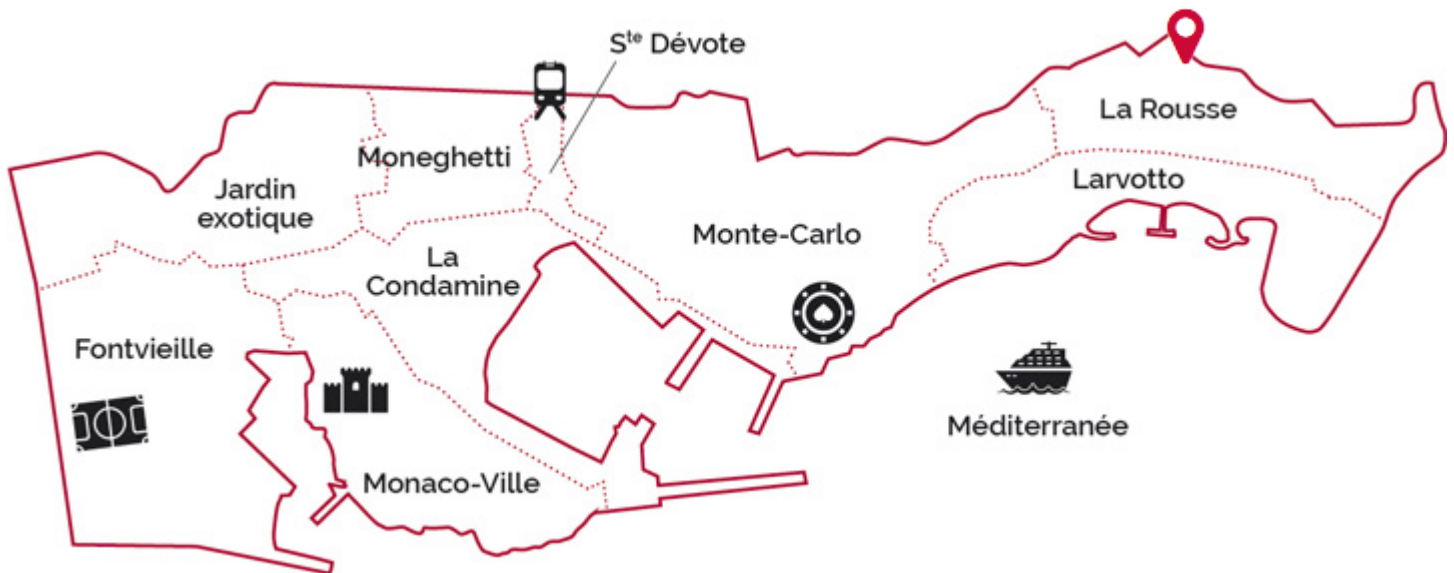 Sᵗᵉ Dévote
La Rousse
Moneghetti
Larvotto
Jardin
exotique
Monte-Carlo
La
Condamine
Fontvieille
Méditerranée
Monaco-Ville